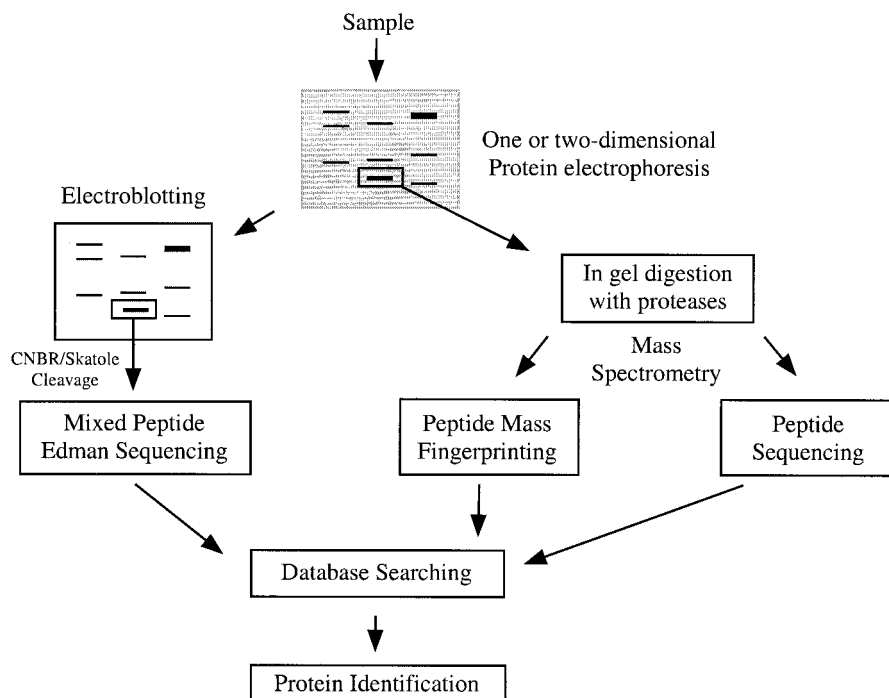 Sample
One or two-dimensional
Protein electrophoresis
Electroblotting
In gel digestion
with proteases
CNBR/Skatole
Cleavage
Mass
Spectrometry
Mixed Peptide
Edman Sequencing
Peptide Mass
Fingerprinting
Peptide
Sequencing
Database Searching
Protein Identification